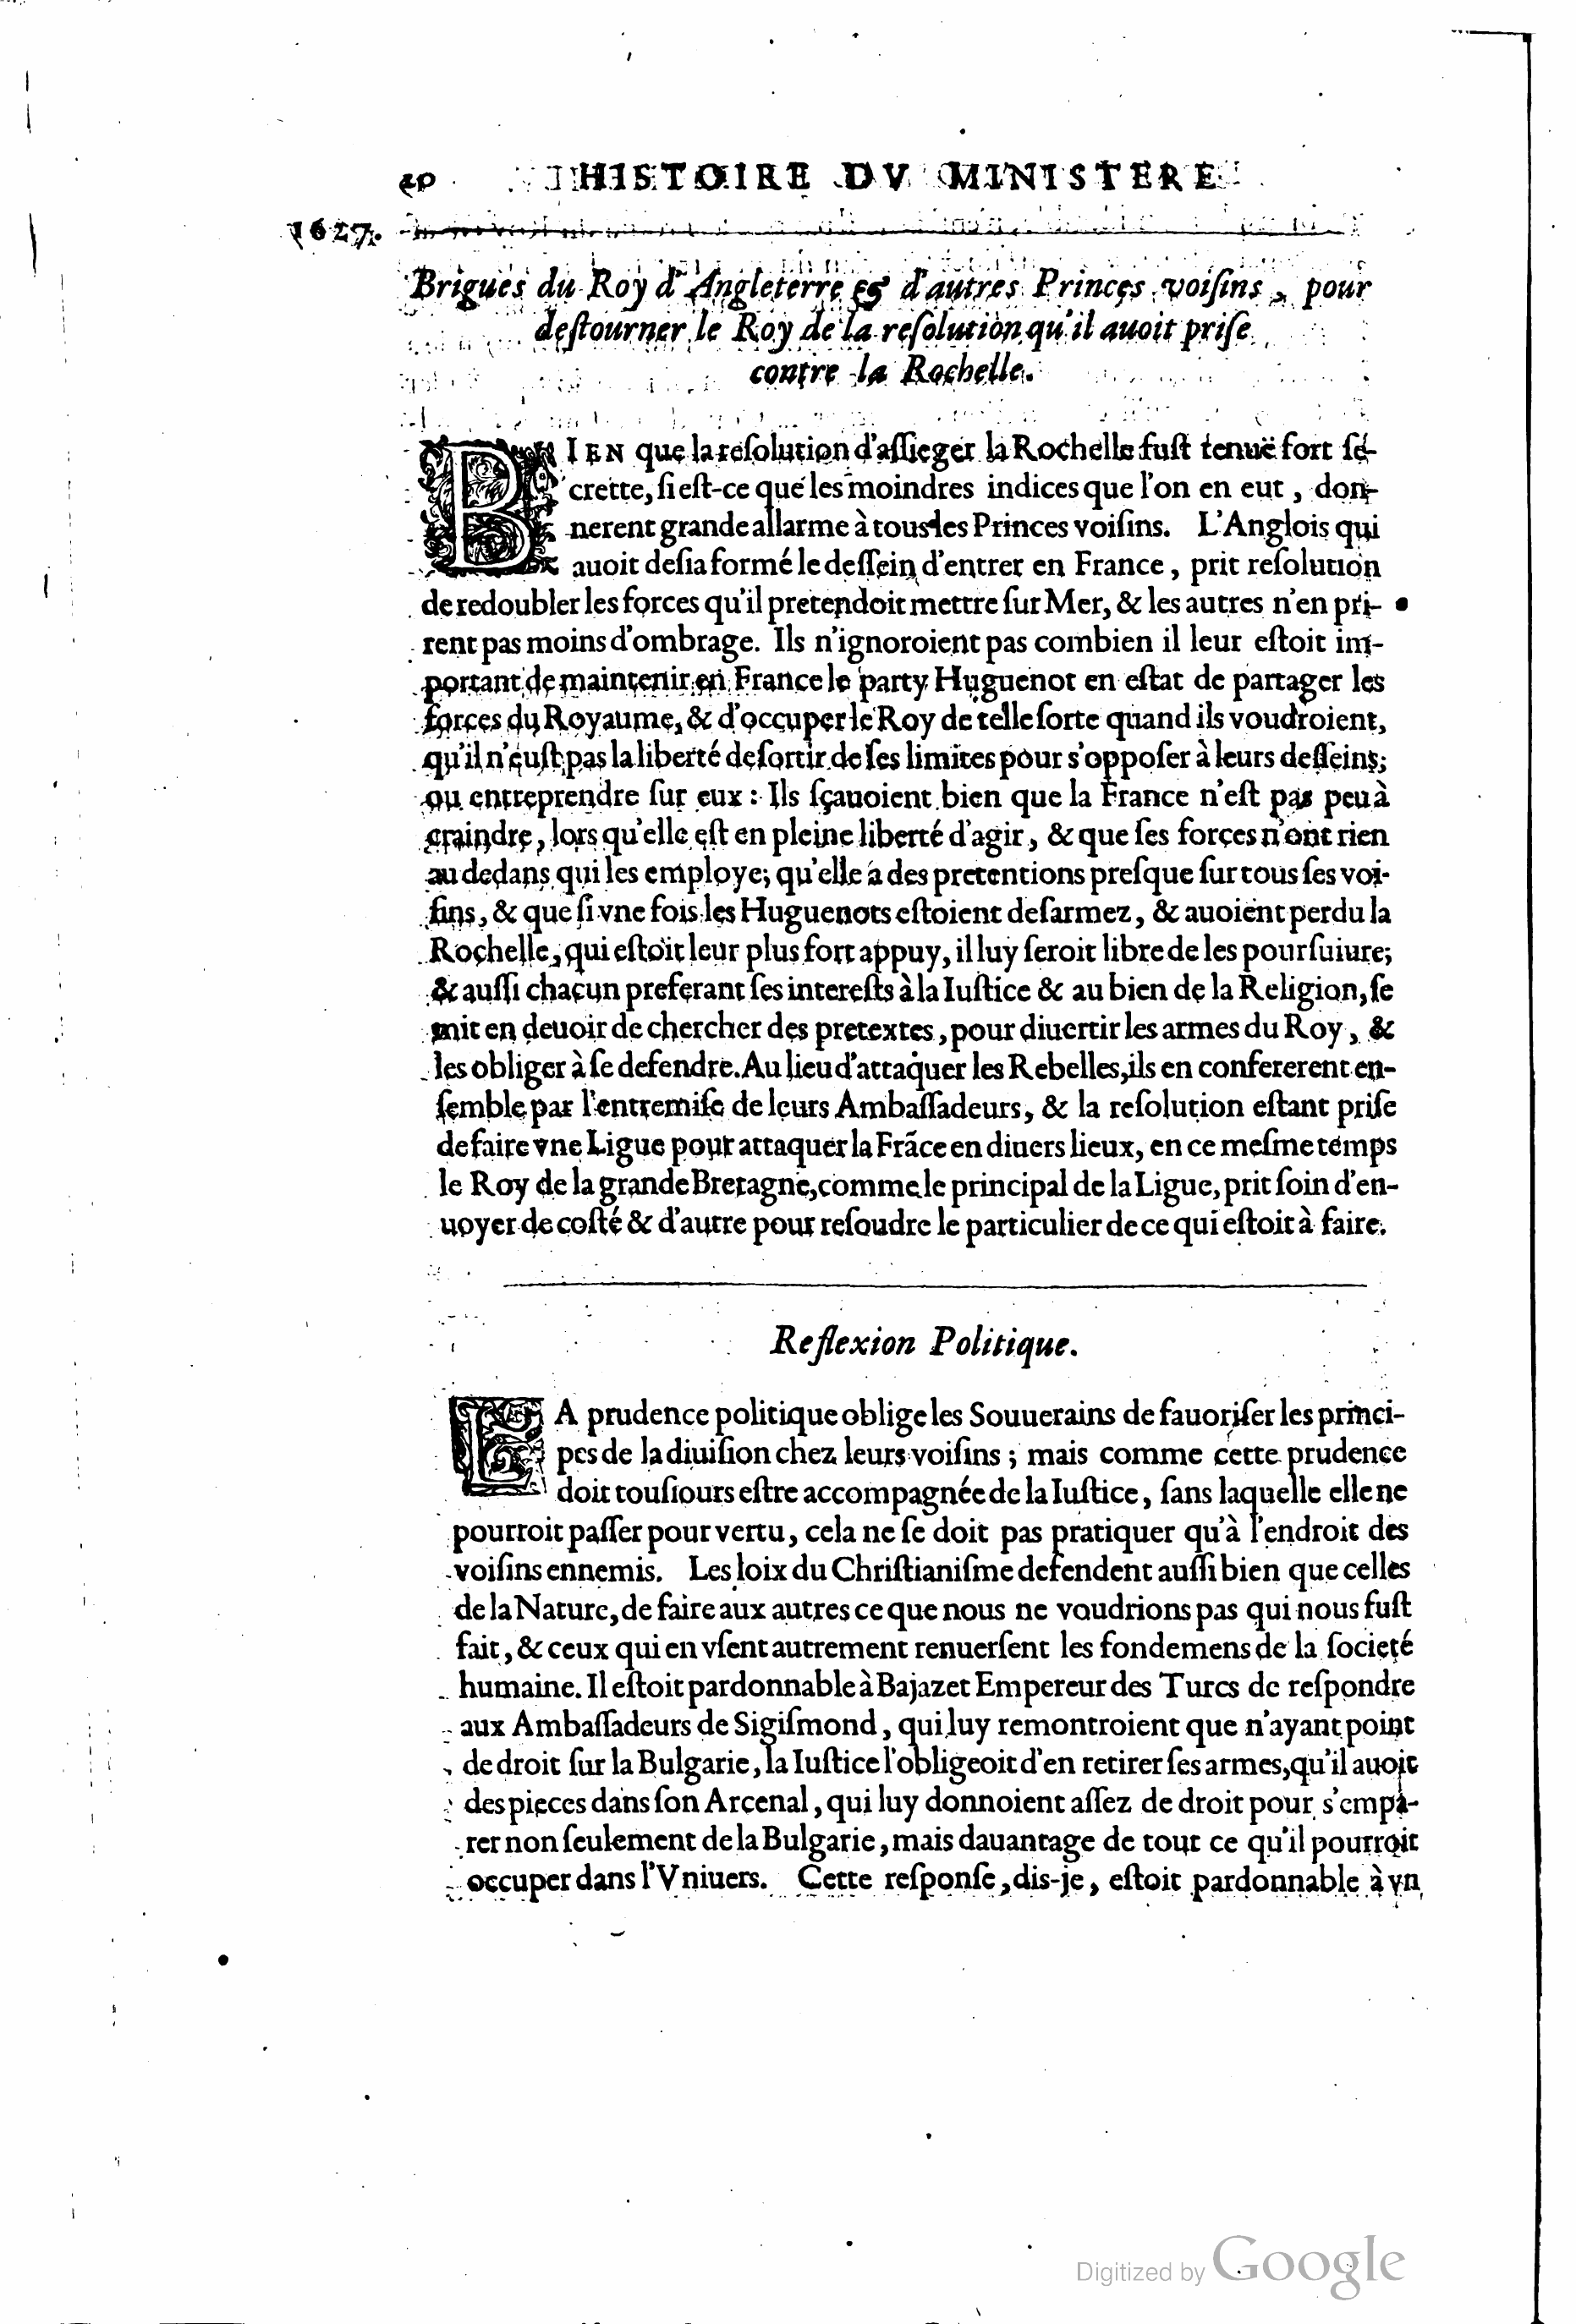 20 HISTOIRE DV MINISTERE
1627.
Brigues du Roy d'Angleterre & d'autres Princes voiſins, pour
deſtourner le Roy de la reſolution qu'il auoit priſe
contre la Rochelle.
BIEN que la reſolution d'aſſieger la Rochelle fuſt tenuë fort ſe-
crette, ſi eſt-ce que les moindres indices que l'on en eut, don-
nerent grande allarme à tous les Princes voiſins. L'Anglois qui
auoit deſia formé le deſſein d'entrer en France, prit reſolution
de redoubler les forces qu'il pretendoit mettre ſur Mer, & les autres n'en pri-
rent pas moins d'ombrage. Ils n'ignoroient pas combien il leur eſtoit im-
portant de maintenir en France le party Huguenot en eſtat de partager les
forces du Royaume, & d'occuper le Roy de telle ſorte quand ils voudroient,
qu'il n'euſt pas la liberté de ſortir de ſes limites pour s'oppoſer à leurs deſſeins;
ou entreprendre ſur eux: Ils ſçauoient bien que la France n'eſt pas peu à
craindre, lors qu'elle eſt en pleine liberté d'agir, & que ſes forces n'ont rien
au dedans qui les employe; qu'elle a des pretentions preſque ſur tous ſes voi-
ſins, & que ſi vne fois les Huguenots eſtoient deſarmez, & auoient perdu la
Rochelle, qui eſtoit leur plus fort appuy, il luy ſeroit libre de les pourſuiure;
& auſſi chacun preferant ſes intereſts à la Iuſtice & au bien de la Religion, ſe
mit en deuoir de chercher des pretextes, pour diuertir les armes du Roy, &
les obliger à ſe defendre. Au lieu d'attaquer les Rebelles, ils en confererent en-
ſemble par l'entremiſe de leurs Ambaſſadeurs, & la reſolution eſtant priſe
de faire vne Ligue pour attaquer la Frãce en diuers lieux, en ce meſme temps
le Roy de la grande Bretagne, comme le principal de la Ligue, prit ſoin d'en-
uoyer de coſté & d'autre pour reſoudre le particulier de ce qui eſtoit à faire.
Reflexion Politique.
LA prudence politique oblige les Souuerains de fauoriſer les princi-
pes de la diuiſion chez leurs voiſins; mais comme cette prudence
doit touſiours eſtre accompagnée de la Iuſtice, ſans laquelle elle ne
pourroit paſſer pour vertu, cela ne ſe doit pas pratiquer qu'à l'endroit des
voiſins ennemis. Les loix du Chriſtianiſme defendent auſſi bien que celles
de la Nature, de faire aux autres ce que nous ne voudrions pas qui nous fuſt
fait, & ceux qui en vſent autrement renuerſent les fondemens de la ſocieté
humaine. Il eſtoit pardonnable à Bajazet Empereur des Turcs de reſpondre
aux Ambaſſadeurs de Sigiſmond, qui luy remontroient que n'ayant point
de droit ſur la Bulgarie, la Iuſtice l'obligeoit d'en retirer ſes armes, qu'il auoit
des pieces dans ſon Arcenal, qui luy donnoient aſſez de droit pour s'empa-
rer non ſeulement de la Bulgarie, mais dauantage de tout ce qu'il pourroit
occuper dans l'Vniuers. Cette reſponſe, dis-je, eſtoit pardonnable à vn
Digitized by Google